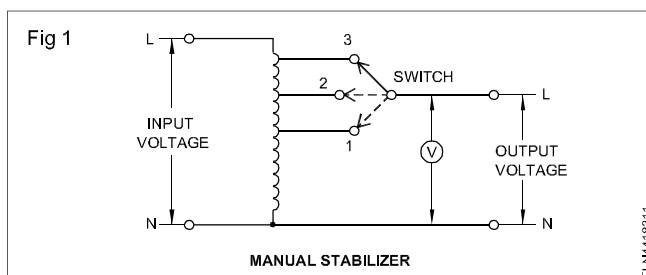 Fig 1
L
3
SWITCH
2
L
INPUT
VOLTAGE
1
V
OUTPUT
VOLTAGE
N
N
MANUAL STABILIZER